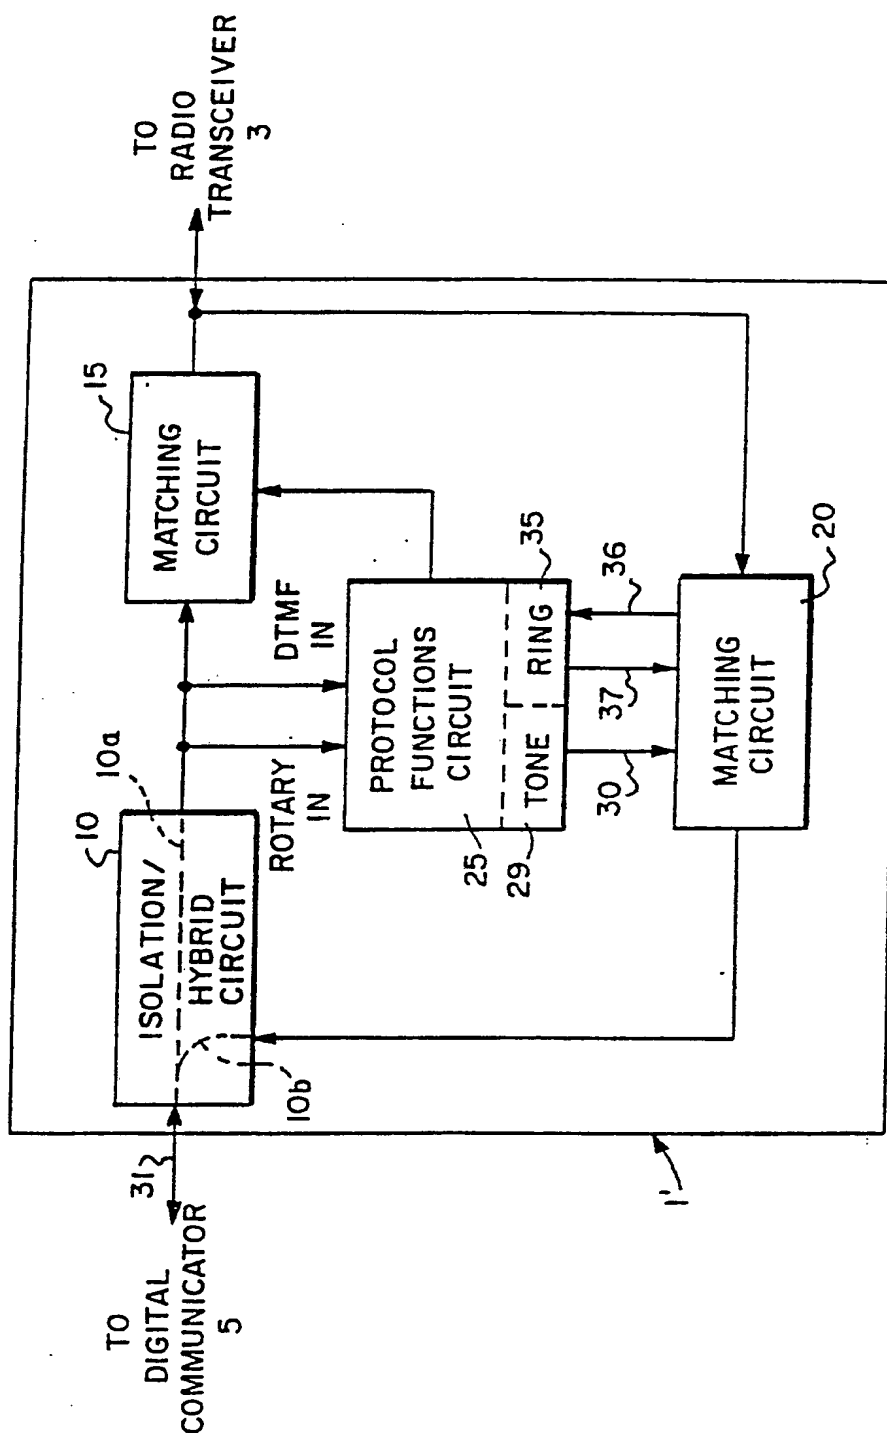 TO
DIGITAL
COMMUNICATOR
5
31
10
ISOLATION/
HYBRID
CIRCUIT
10a
10b
ROTARY
IN
DTMF
IN
15
MATCHING
CIRCUIT
TO
RADIO
TRANSCEIVER
3
PROTOCOL
FUNCTIONS
CIRCUIT
25
29
TONE
RING
35
30
37
36
MATCHING
CIRCUIT
20
1'